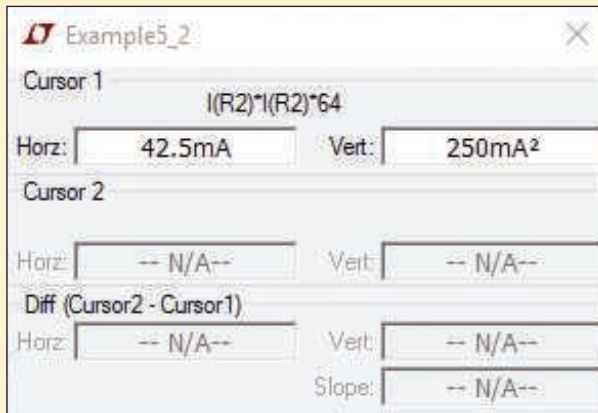 Example5_2
Cursor 1
I(R2)*I(R2)*64
Horz: 42.5mA Vert: 250mA²
Cursor 2
Horz: -- N/A-- Vert: -- N/A--
Diff (Cursor2 - Cursor1)
Horz: -- N/A-- Vert: -- N/A--
Slope: -- N/A--